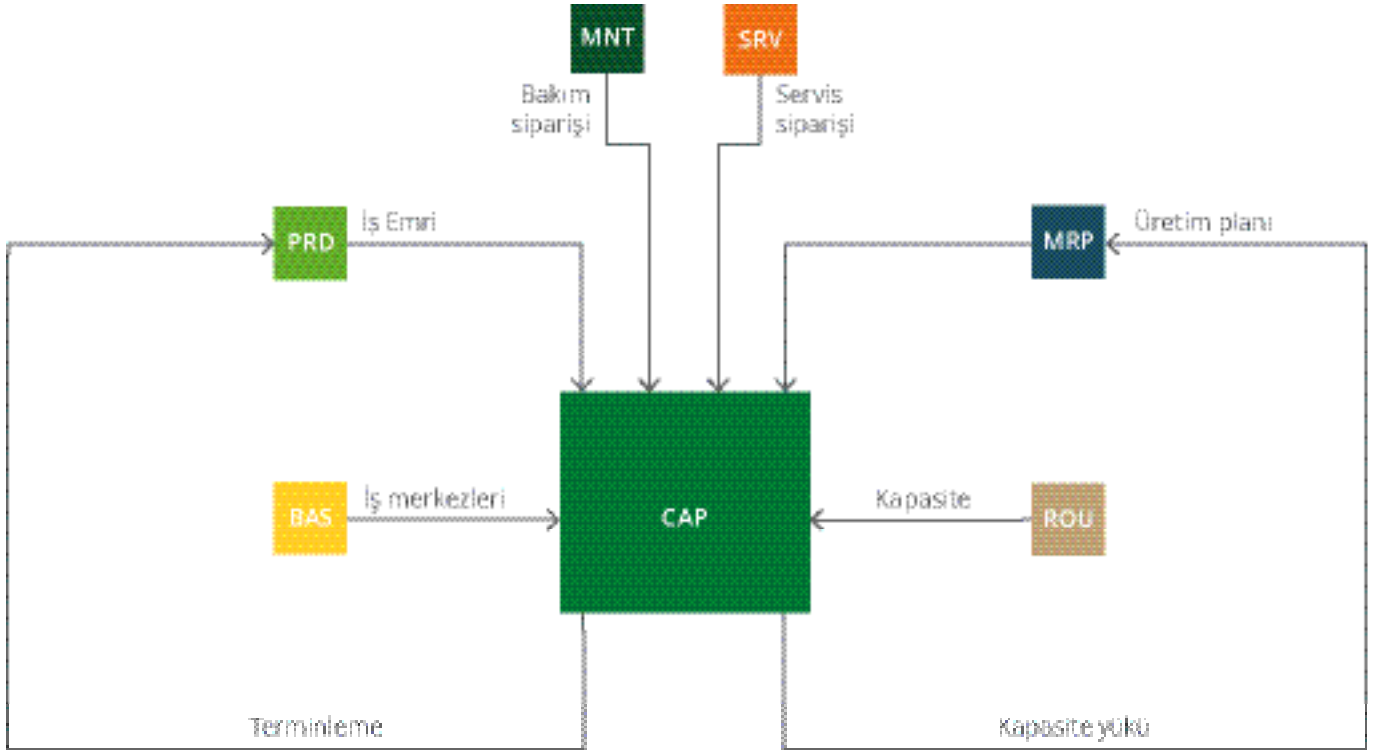 MNT
SRV
Bakım
siparişi
Servis
siparişi
PRD
İş Emri
MRP
Üretim planı
BAS
İş merkezleri
CAP
Kapasite
ROU
Terminleme
Kapasite yükü